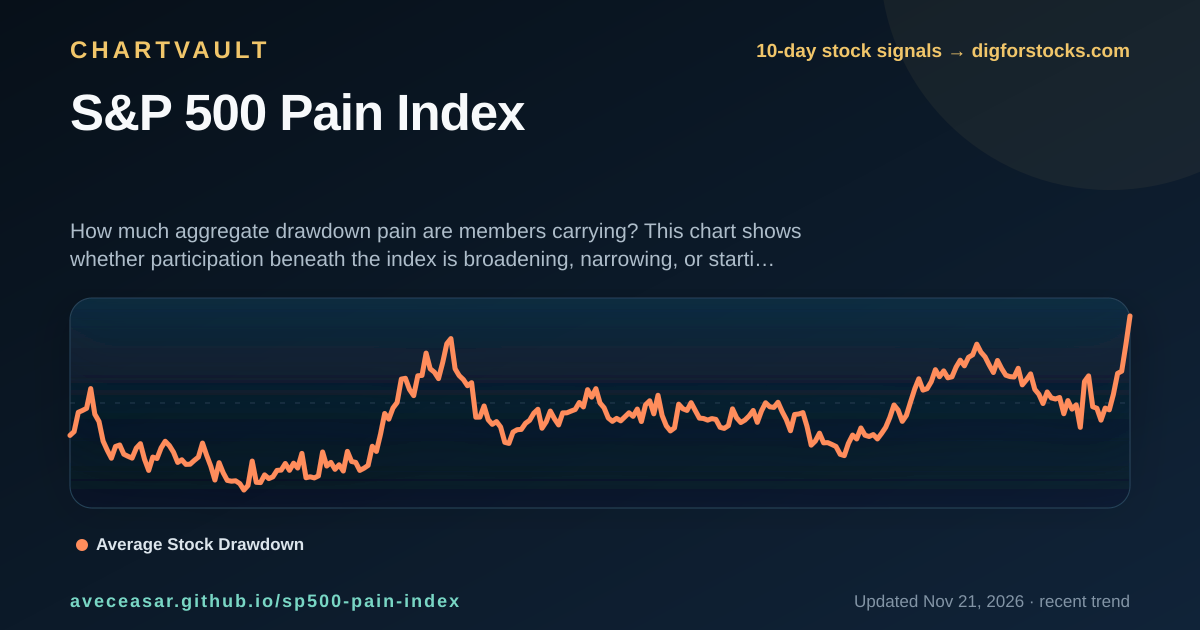 CHARTVAULT
10-day stock signals → digforstocks.com
S&P 500 Pain Index
How much aggregate drawdown pain are members carrying? This chart shows
whether participation beneath the index is broadening, narrowing, or starti…
Average Stock Drawdown
aveceasar.github.io/sp500-pain-index
Updated Nov 21, 2026 · recent trend